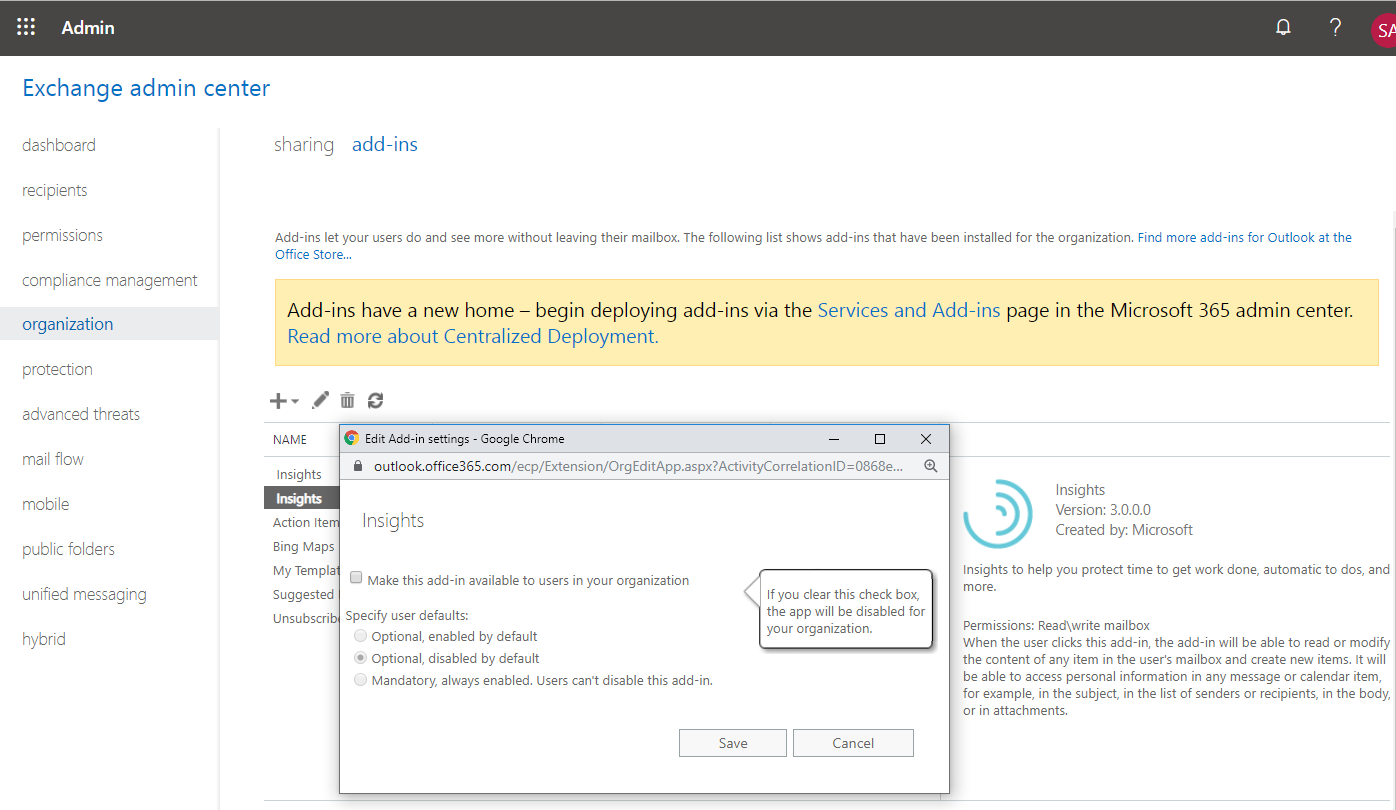 Admin
?
SA
Exchange admin center
dashboard
recipients
permissions
compliance management
organization
protection
advanced threats
mail flow
mobile
public folders
unified messaging
hybrid
sharing add-ins
Add-ins let your users do and see more without leaving their mailbox. The following list shows add-ins that have been installed for the organization. Find more add-ins for Outlook at the
Office Store...
Add-ins have a new home – begin deploying add-ins via the Services and Add-ins page in the Microsoft 365 admin center.
Read more about Centralized Deployment.
NAME
Insights
Insights
Action Item
Bing Maps
My Templat
Suggested
Unsubscribe
Edit Add-in settings - Google Chrome
outlook.office365.com/ecp/Extension/OrgEditApp.aspx?ActivityCorrelationID=0868e...
Insights
Make this add-in available to users in your organization
If you clear this check box,
the app will be disabled for
your organization.
Specify user defaults:
Optional, enabled by default
Optional, disabled by default
Mandatory, always enabled. Users can't disable this add-in.
Save Cancel
Insights
Version: 3.0.0.0
Created by: Microsoft
Insights to help you protect time to get work done, automatic to dos, and
more.
Permissions: Read\write mailbox
When the user clicks this add-in, the add-in will be able to read or modify
the content of any item in the user's mailbox and create new items. It will
be able to access personal information in any message or calendar item,
for example, in the subject, in the list of senders or recipients, in the body,
or in attachments.